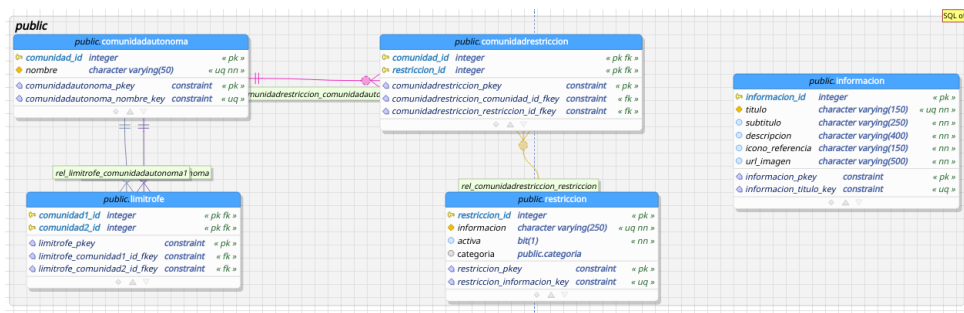 SQL of
public
public.comunidadautonoma
comunidad_id integer « pk »
nombre character varying(50) « uq nn »
comunidadautonoma_pkey constraint « pk »
comunidadautonoma_nombre_key constraint « uq »
munidadrestriccion_comunidadauto
public.comunidadrestriccion
comunidad_id integer « pk fk »
restriccion_id integer « pk fk »
comunidadrestriccion_pkey constraint « pk »
comunidadrestriccion_comunidad_id_fkey constraint « fk »
comunidadrestriccion_restriccion_id_fkey constraint « fk »
public.informacion
informacion_id integer « pk »
titulo character varying(150) « uq nn »
subtitulo character varying(250) « nn »
descripcion character varying(400) « nn »
icono_referencia character varying(150) « nn »
url_imagen character varying(500) « nn »
informacion_pkey constraint « pk »
informacion_titulo_key constraint « uq »
rel_limitrofe_comunidadautonoma1 noma
public.limitrofe
comunidad1_id integer « pk fk »
comunidad2_id integer « pk fk »
limitrofe_pkey constraint « pk »
limitrofe_comunidad1_id_fkey constraint « fk »
limitrofe_comunidad2_id_fkey constraint « fk »
rel_comunidadrestriccion_restriccion
public.restriccion
restriccion_id integer « pk »
informacion character varying(250) « uq nn »
activa bit(1) « nn »
categoria public.categoria
restriccion_pkey constraint « pk »
restriccion_informacion_key constraint « uq »